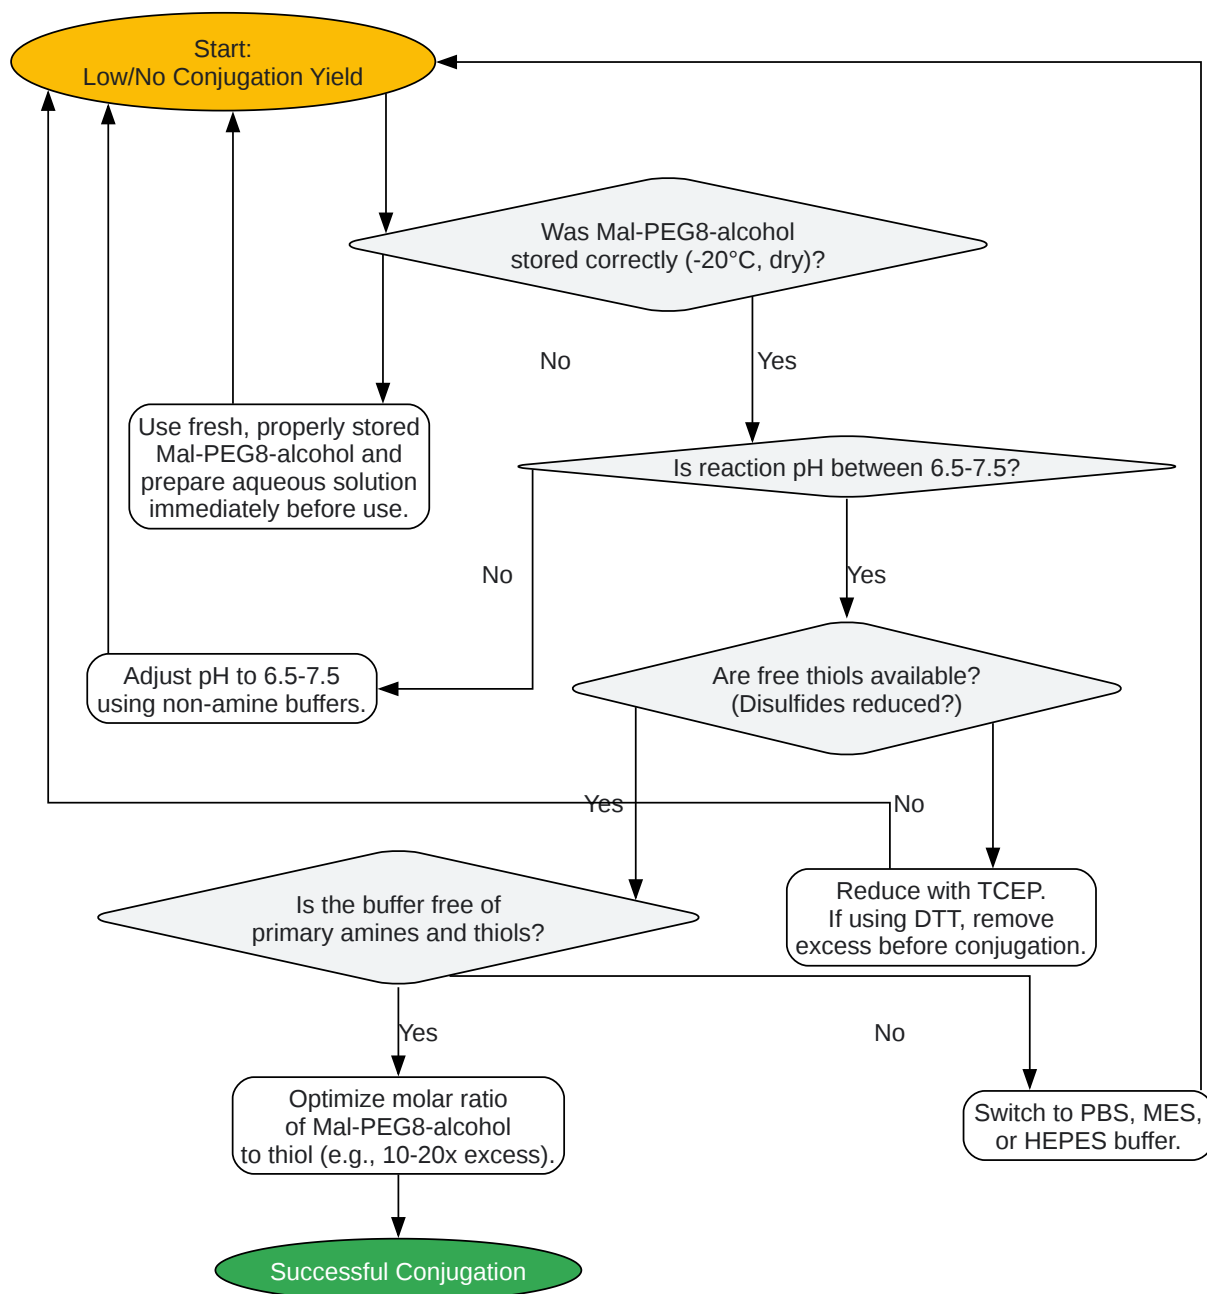 Start:
Low/No Conjugation Yield
Was Mal-PEG8-alcohol
stored correctly (-20°C, dry)?
No
Yes
Use fresh, properly stored
Mal-PEG8-alcohol and
prepare aqueous solution
immediately before use.
Is reaction pH between 6.5-7.5?
No
Yes
Adjust pH to 6.5-7.5
using non-amine buffers.
Are free thiols available?
(Disulfides reduced?)
Yes
No
Is the buffer free of
primary amines and thiols?
Reduce with TCEP.
If using DTT, remove
excess before conjugation.
Yes
No
Optimize molar ratio
of Mal-PEG8-alcohol
to thiol (e.g., 10-20x excess).
Switch to PBS, MES,
or HEPES buffer.
Successful Conjugation